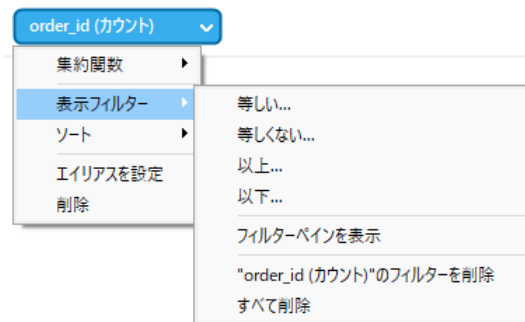 order_id (カウント)
集約関数
表示フィルター
ソート
エイリアスを設定
削除
等しい...
等しくない...
以上...
以下...
フィルターペインを表示
"order_id (カウント)"のフィルターを削除
すべて削除